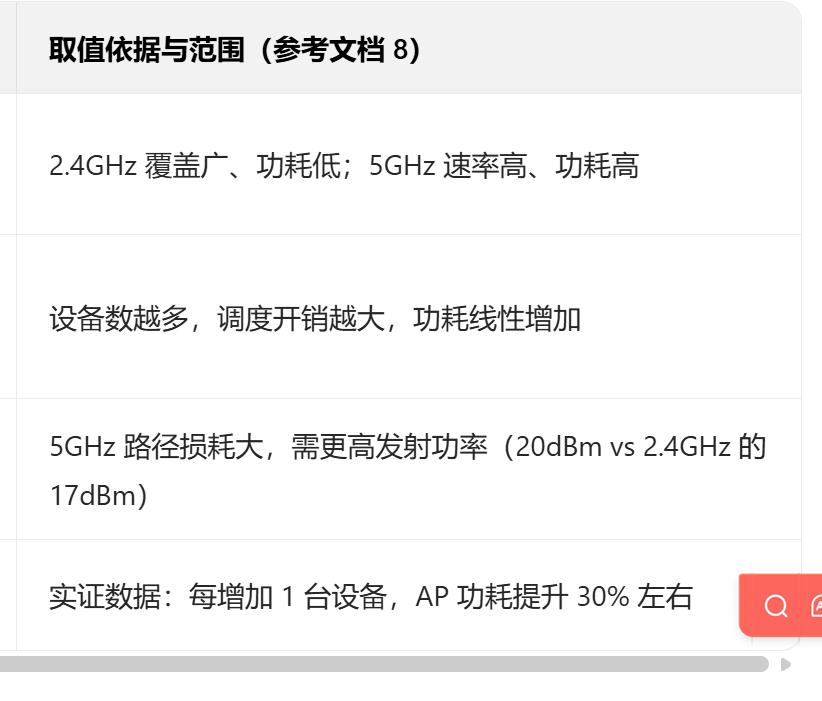 取值依据与范围（参考文档 8）
2.4GHz 覆盖广、功耗低；5GHz 速率高、功耗高
设备数越多，调度开销越大，功耗线性增加
5GHz 路径损耗大，需更高发射功率（20dBm vs 2.4GHz 的
17dBm）
实证数据：每增加 1 台设备，AP 功耗提升 30% 左右